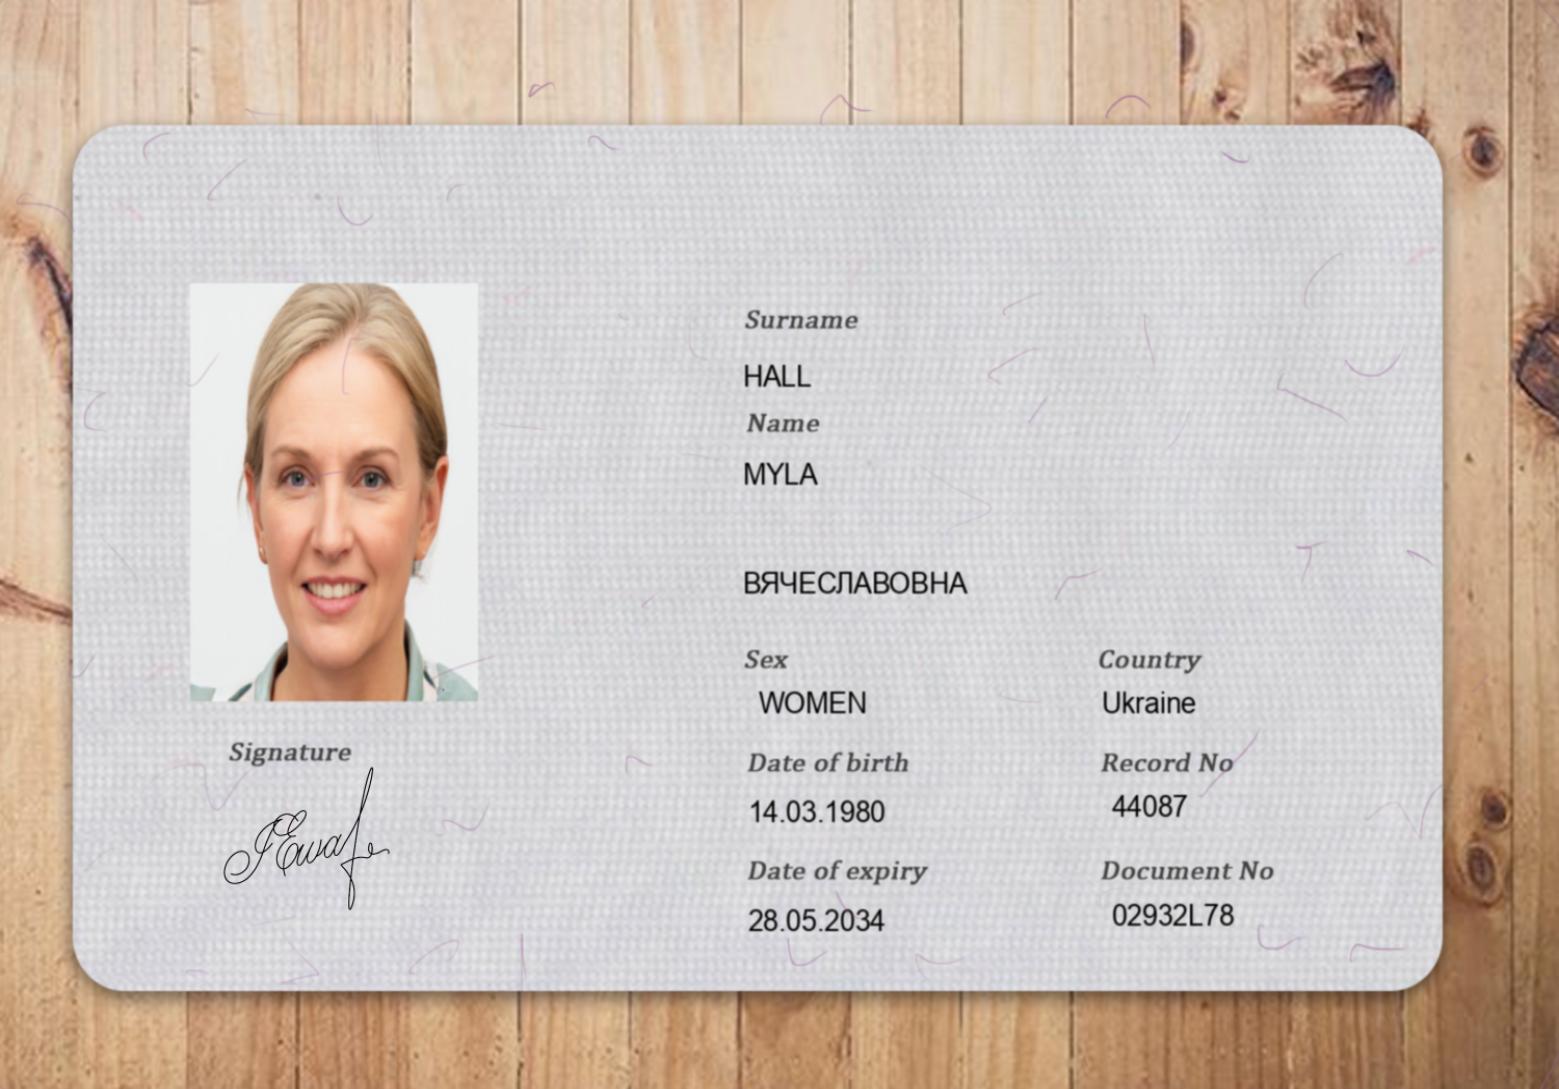 Surname
HALL
Name
MYLA
ВЯЧЕСЛАВОВНА
Sex Country
WOMEN Ukraine
Date of birth Record No
14.03.1980 44087
Date of expiry Document No
28.05.2034 02932L78
Signature